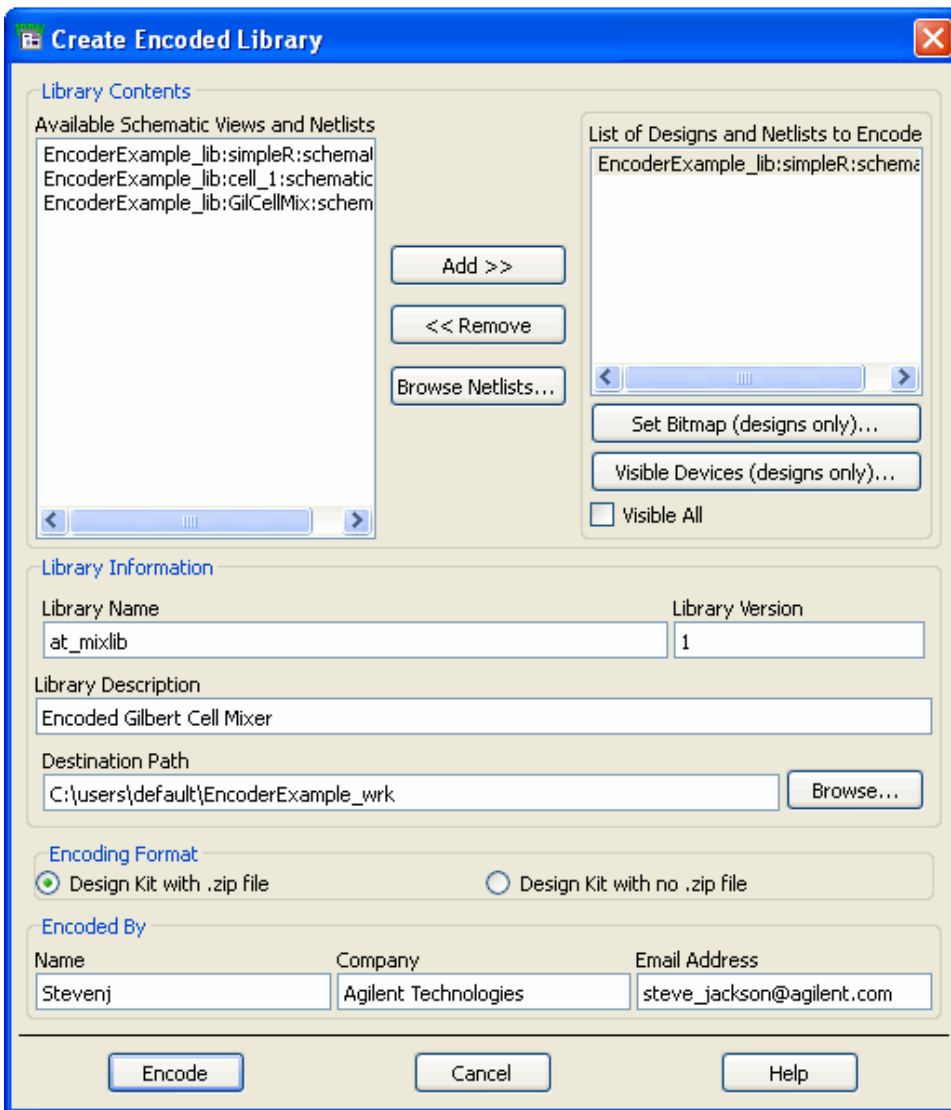 Create Encoded Library
Library Contents
Available Schematic Views and Netlists
EncoderExample_lib:simpleR:schemat
EncoderExample_lib:cell_1:schematic
EncoderExample_lib:GilCellMix:schem
Add >>
<< Remove
Browse Netlists...
List of Designs and Netlists to Encode
EncoderExample_lib:simpleR:schema
Set Bitmap (designs only)...
Visible Devices (designs only)...
Visible All
Library Information
Library Name
Library Version
at_mixlib
1
Library Description
Encoded Gilbert Cell Mixer
Destination Path
C:\users\default\EncoderExample_wrk
Browse...
Encoding Format
Design Kit with .zip file
Design Kit with no .zip file
Encoded By
Name
Company
Email Address
Stevenj
Agilent Technologies
steve_jackson@agilent.com
Encode
Cancel
Help